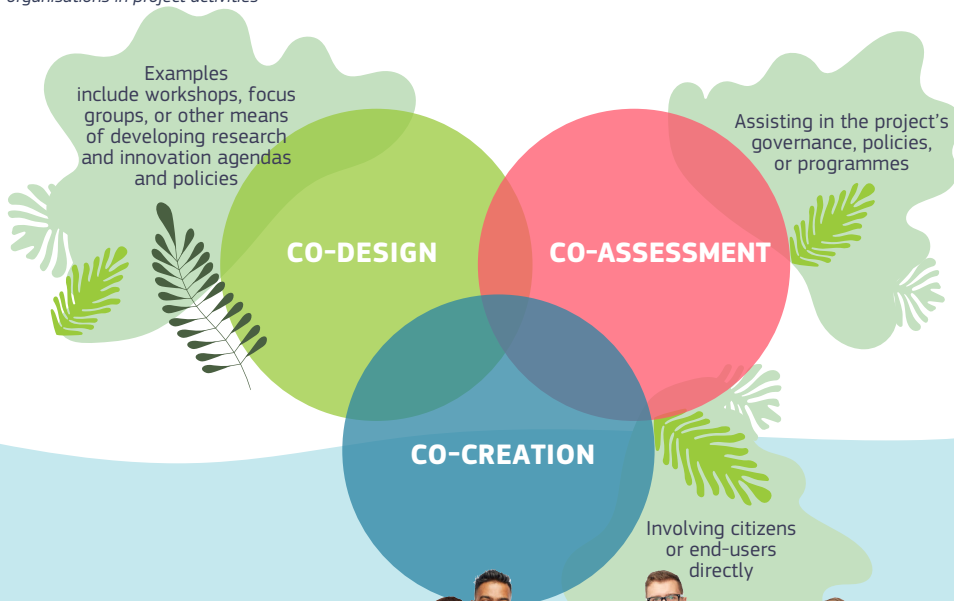 organisations in project activities
Examples
include workshops, focus
groups, or other means
of developing research
and innovation agendas
and policies
Assisting in the project's
governance, policies,
or programmes
CO-DESIGN
CO-ASSESSMENT
CO-CREATION
Involving citizens
or end-users
directly